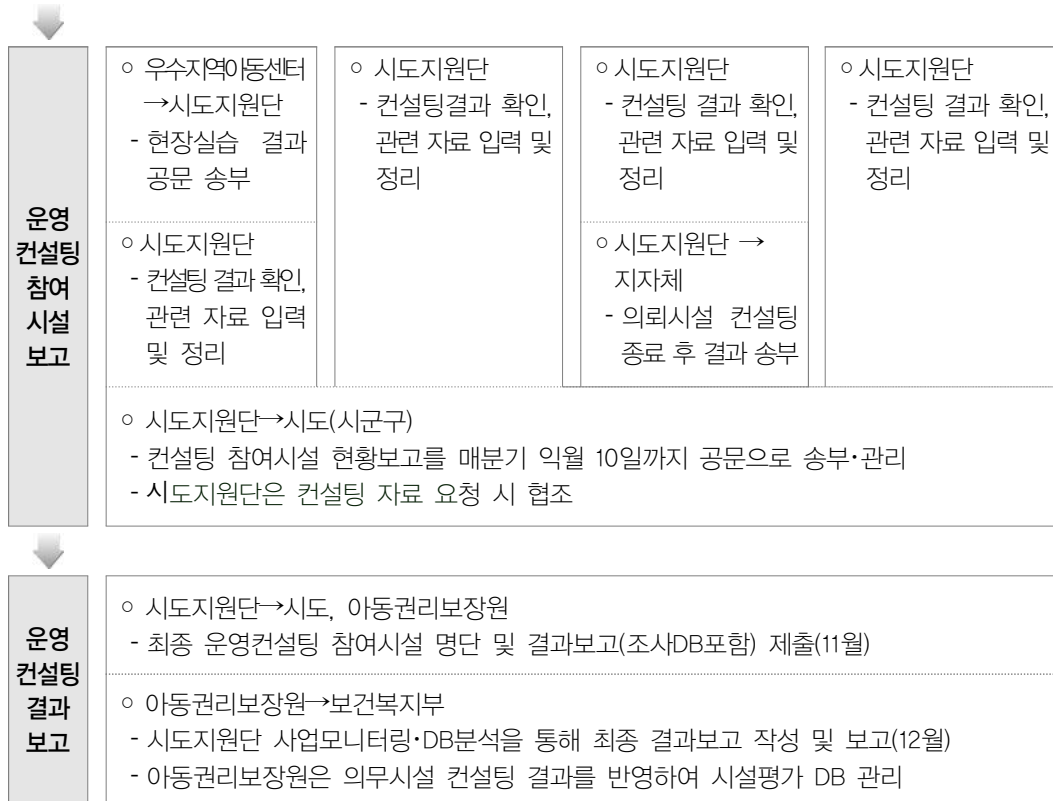 운영
컨설팅
참여
시설
보고
○ 우수지역아동센터
→시도지원단
- 현장실습 결과
공문 송부
○ 시도지원단
- 컨설팅 결과 확인,
관련 자료 입력
및 정리
○ 시도지원단
- 컨설팅결과 확인,
관련 자료 입력 및
정리
○ 시도지원단
- 컨설팅 결과 확인,
관련 자료 입력 및
정리
○ 시도지원단 →
지자체
- 의뢰시설 컨설팅
종료 후 결과 송부
○ 시도지원단
- 컨설팅 결과 확인,
관련 자료 입력 및
정리
○ 시도지원단→시도(시군구)
- 컨설팅 참여시설 현황보고를 매분기 익월 10일까지 공문으로 송부·관리
- 시도지원단은 컨설팅 자료 요청 시 협조
운영
컨설팅
결과
보고
○ 시도지원단→시도, 아동권리보장원
- 최종 운영컨설팅 참여시설 명단 및 결과보고(조사DB포함) 제출(11월)
○ 아동권리보장원→보건복지부
- 시도지원단 사업모니터링·DB분석을 통해 최종 결과보고 작성 및 보고(12월)
- 아동권리보장원은 의무시설 컨설팅 결과를 반영하여 시설평가 DB 관리